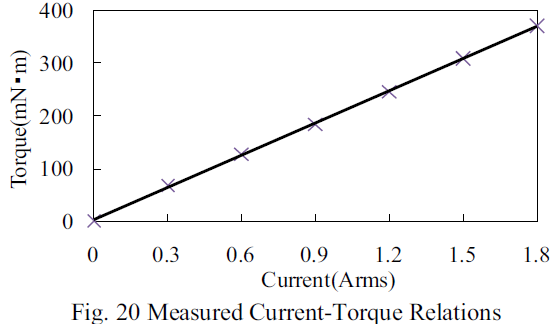 Torque(mN▪m)
400
300
200
100
0
0 0.3 0.6 0.9 1.2 1.5 1.8
Current(Arms)
Fig. 20 Measured Current-Torque Relations